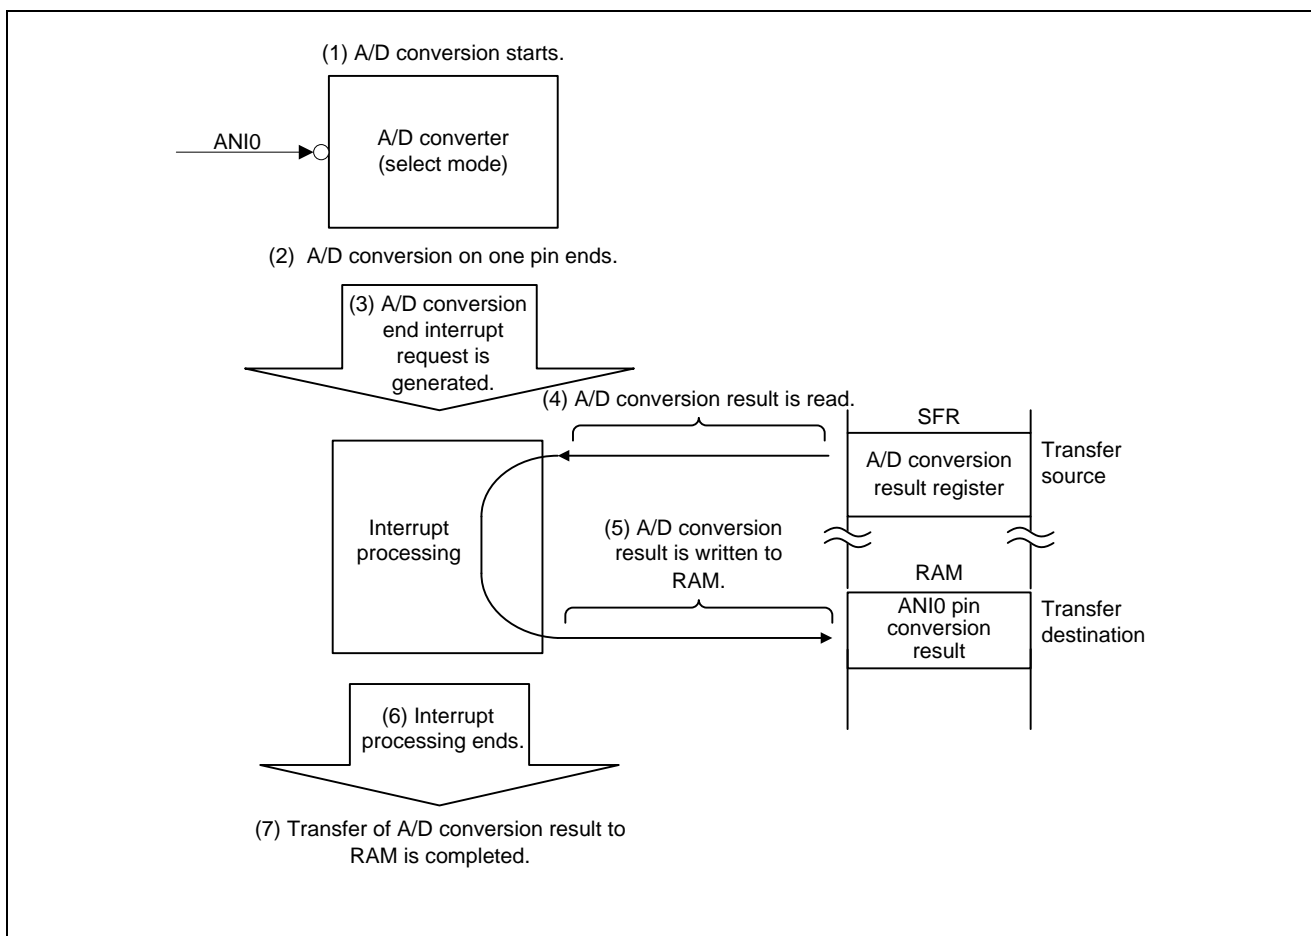 (1) A/D conversion starts.
ANI0
A/D converter
(select mode)
(2) A/D conversion on one pin ends.
(3) A/D conversion
end interrupt
request is
generated.
(4) A/D conversion result is read.
SFR
A/D conversion
result register
Transfer
source
Interrupt
processing
(5) A/D conversion
result is written to
RAM.
RAM
ANI0 pin
conversion
result
Transfer
destination
(6) Interrupt
processing ends.
(7) Transfer of A/D conversion result to
RAM is completed.